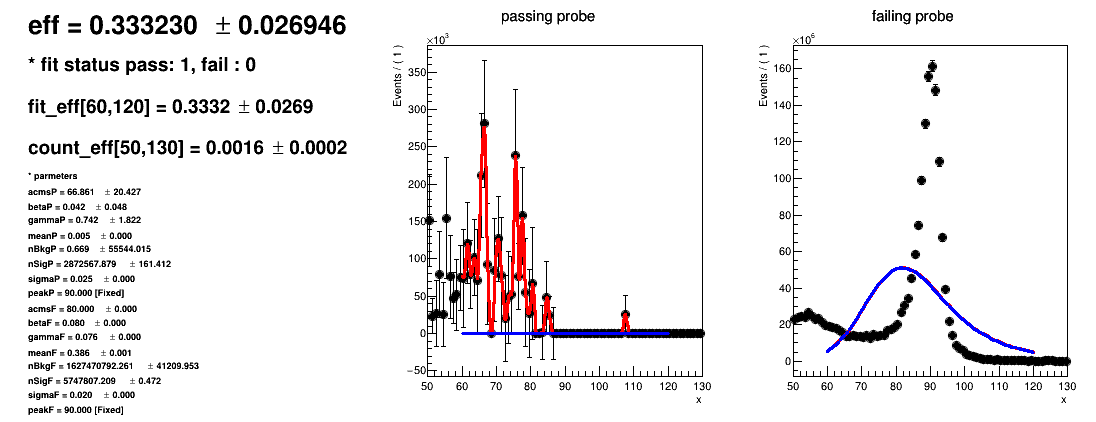 eff = 0.333230 ± 0.026946
* fit status pass: 1, fail : 0
fit_eff[60,120] = 0.3332 ± 0.0269
count_eff[50,130] = 0.0016 ± 0.0002
* parmeters
acmsP = 66.861 ± 20.427
betaP = 0.042 ± 0.048
gammaP = 0.742 ± 1.822
meanP = 0.005 ± 0.000
nBkgP = 0.669 ± 55544.015
nSigP = 2872567.879 ± 161.412
sigmaP = 0.025 ± 0.000
peakP = 90.000 [Fixed]
acmsF = 80.000 ± 0.000
betaF = 0.080 ± 0.000
gammaF = 0.076 ± 0.000
meanF = 0.386 ± 0.001
nBkgF = 1627470792.261 ± 41209.953
nSigF = 5747807.209 ± 0.472
sigmaF = 0.020 ± 0.000
peakF = 90.000 [Fixed]
passing probe
×10³
Events / ( 1 )
350
300
250
200
150
100
50
0
−50
50 60 70 80 90 100 110 120 130
x
failing probe
×10⁶
Events / ( 1 )
160
140
120
100
80
60
40
20
0
50 60 70 80 90 100 110 120 130
x